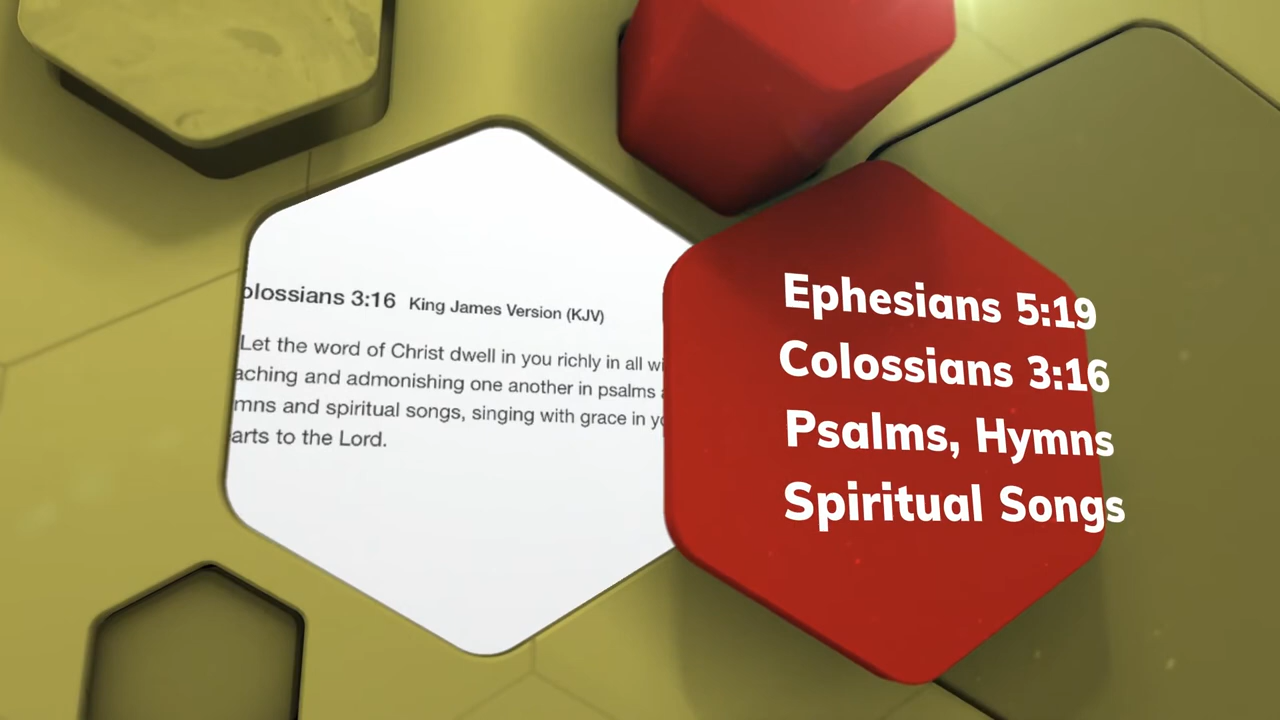 olossians 3:16 King James Version (KJV)
Let the word of Christ dwell in you richly in all wi
aching and admonishing one another in psalms
mns and spiritual songs, singing with grace in yo
arts to the Lord.
Ephesians 5:19
Colossians 3:16
Psalms, Hymns
Spiritual Songs